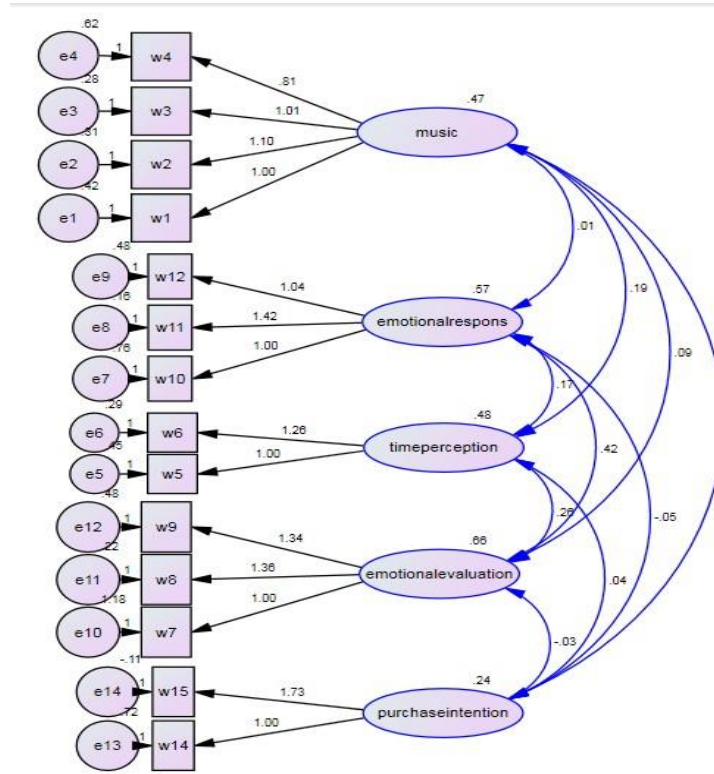 .62
e4 1 w4
.81
.47
.28
e3 1 w3
1.01
music
.31
e2 1 w2
1.10
.42
e1 1 w1
1.00
.01
.48
e9 1 w12
1.04
.57
.19
.16
e8 1 w11
1.42
emotionalrespons
.09
.76
e7 1 w10
1.00
.17
.29
e6 1 w6
1.26
.48
.42
.45
e5 1 w5
1.00
timeperception
.48
e12 1 w9
1.34
.26
-.05
.66
.22
e11 1 w8
1.36
emotionalevaluation
.04
1.18
e10 1 w7
1.00
-.03
-.11
e14 1 w15
1.73
.24
.72
e13 1 w14
1.00
purchaseintention